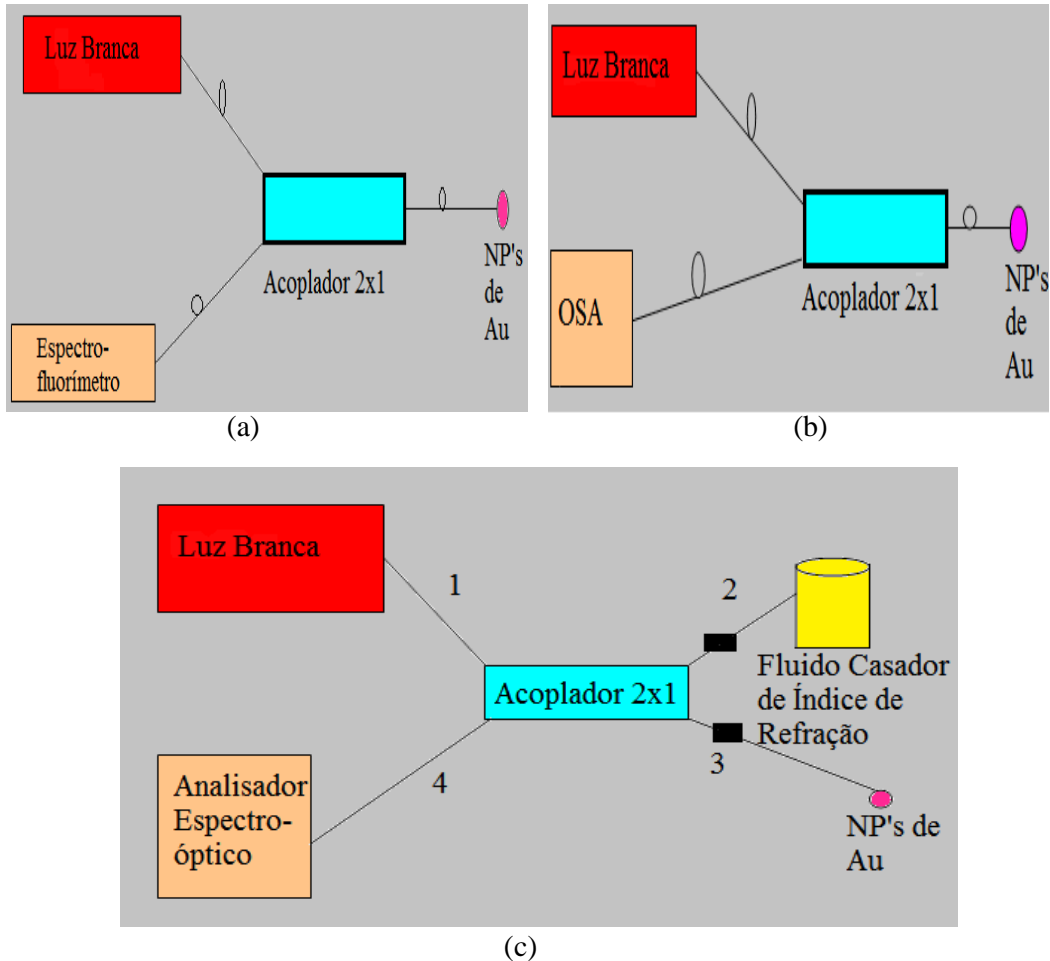 Luz Branca
Acoplador 2x1
NP's
de
Au
Espectro-
fluorímetro
(a)
Luz Branca
OSA
Acoplador 2x1
NP's
de
Au
(b)
Luz Branca
1
2
Acoplador 2x1
Fluido Casador
de Índice de
Refração
3
4
Analisador
Espectro-
óptico
NP's de
Au
(c)